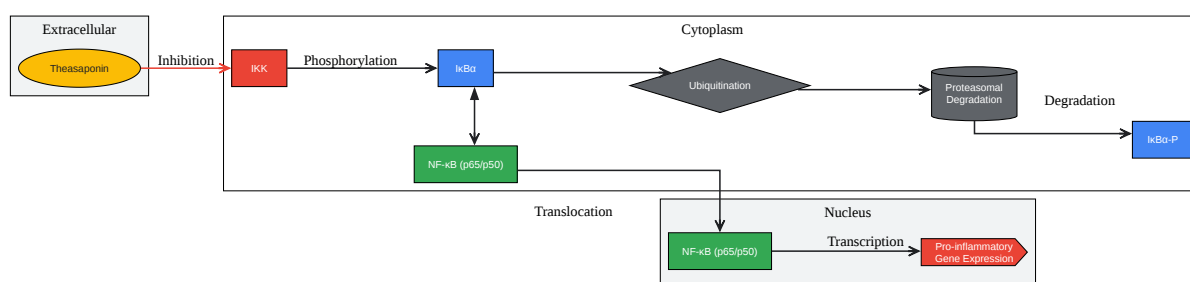 Extracellular
Cytoplasm
Theasaponin
Inhibition
IKK
Phosphorylation
IκBα
Ubiquitination
Proteasomal
Degradation
Degradation
IκBα-P
NF-κB (p65/p50)
Translocation
Nucleus
NF-κB (p65/p50)
Transcription
Pro-inflammatory
Gene Expression